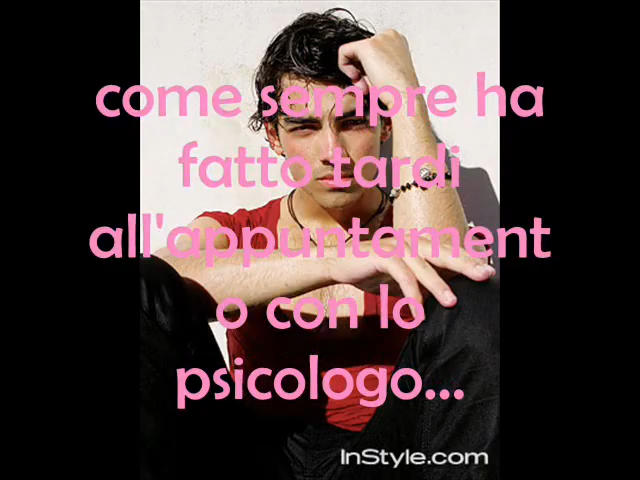 come sempre ha
fatto tardi
all'appuntament
o con lo
psicologo...
InStyle.com